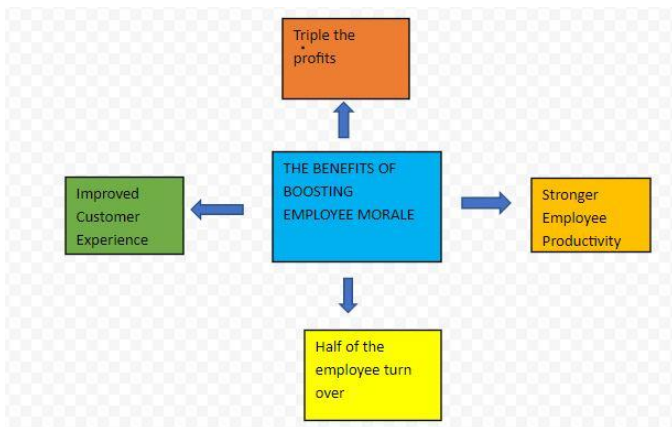 Triple the
profits
THE BENEFITS OF
BOOSTING
EMPLOYEE MORALE
Improved
Customer
Experience
Stronger
Employee
Productivity
Half of the
employee turn
over